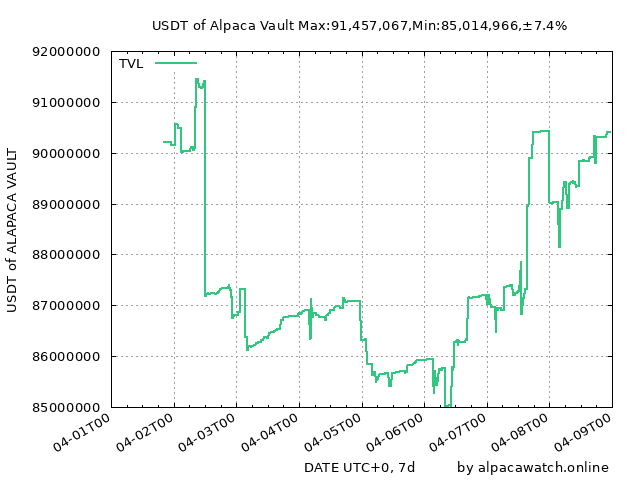 USDT of Alpaca Vault Max:91,457,067,Min:85,014,966,±7.4%
TVL
92000000
91000000
90000000
89000000
88000000
87000000
86000000
85000000
USDT of ALAPACA VAULT
04-01T00
04-02T00
04-03T00
04-04T00
04-05T00
04-06T00
04-07T00
04-08T00
04-09T00
DATE UTC+0, 7d
by alpacawatch.online